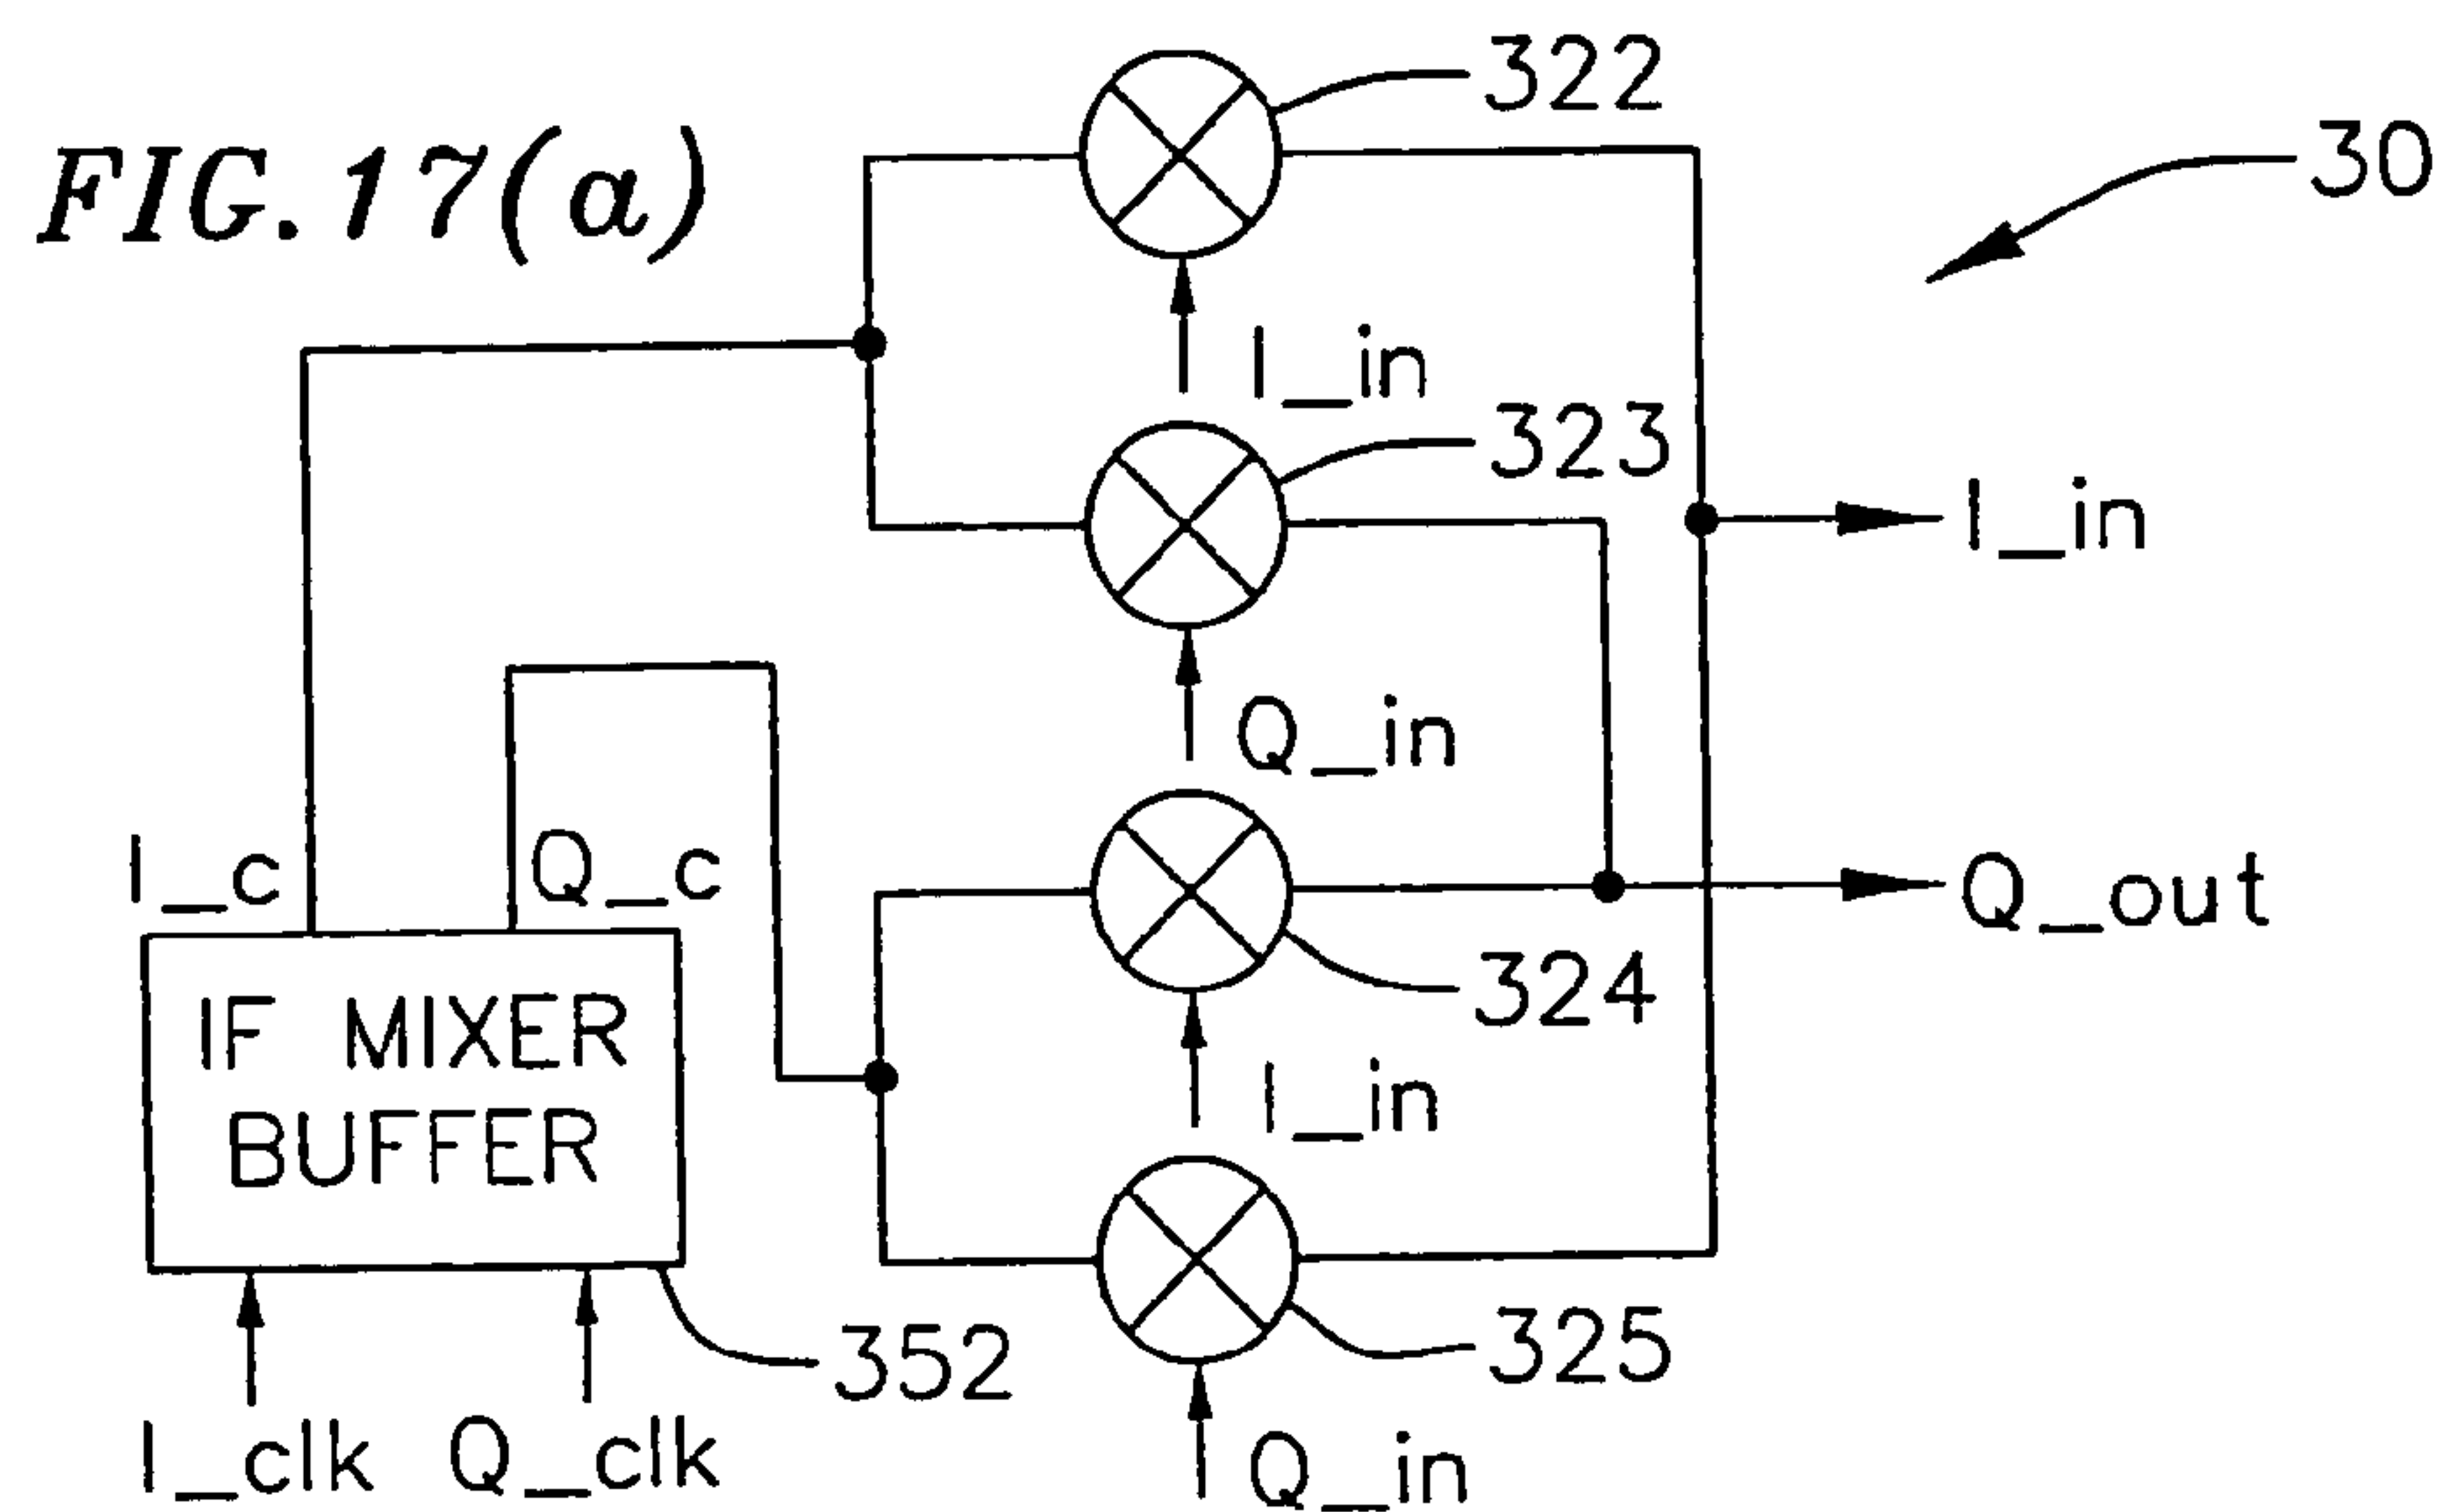 FIG. 17(a)
322
30
I_in
323
I_in
Q_in
I_c
Q_c
Q_out
324
IF MIXER
BUFFER
I_in
325
352
I_clk
Q_clk
Q_in